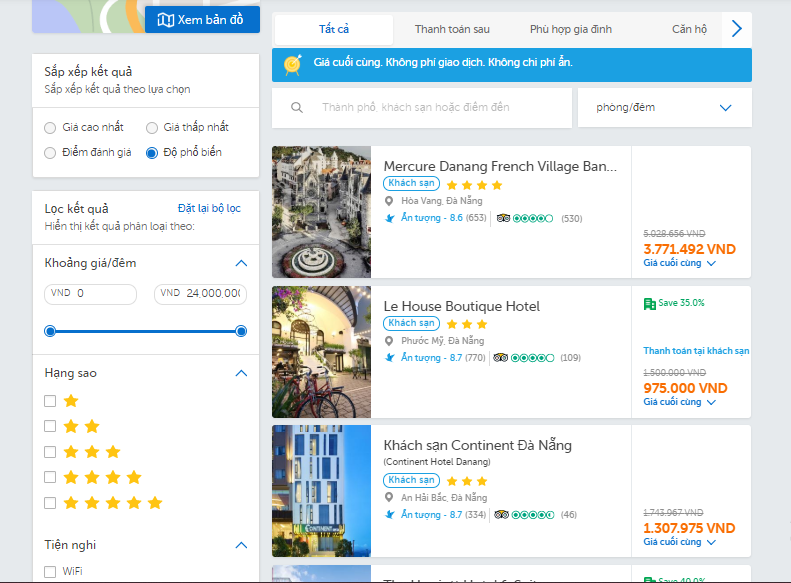 Xem bản đồ
Sắp xếp kết quả
Sắp xếp kết quả theo lựa chọn
Giá cao nhất
Giá thấp nhất
Điểm đánh giá
Độ phổ biến
Lọc kết quả
Đặt lại bộ lọc
Hiển thị kết quả phân loại theo:
Khoảng giá/đêm
VND 0
VND 24.000.00
Hạng sao
Tiện nghi
WiFi
Tất cả
Thanh toán sau
Phù hợp gia đình
Căn hộ
Giá cuối cùng. Không phí giao dịch. Không chi phí ẩn.
Thành phố, khách sạn hoặc điểm đến
phòng/đêm
Mercure Danang French Village Ban...
Khách sạn
Hòa Vang, Đà Nẵng
Ấn tượng - 8.6 (653)
(530)
5.028.656 VND
3.771.492 VND
Giá cuối cùng
Le House Boutique Hotel
Khách sạn
Phước Mỹ, Đà Nẵng
Ấn tượng - 8.7 (770)
(109)
Save 35.0%
Thanh toán tại khách sạn
1.500.000 VND
975.000 VND
Giá cuối cùng
Khách sạn Continent Đà Nẵng
(Continent Hotel Danang)
Khách sạn
An Hải Bắc, Đà Nẵng
Ấn tượng - 8.7 (334)
(46)
CONTINENT
1.743.967 VND
1.307.975 VND
Giá cuối cùng
Save 40.0%